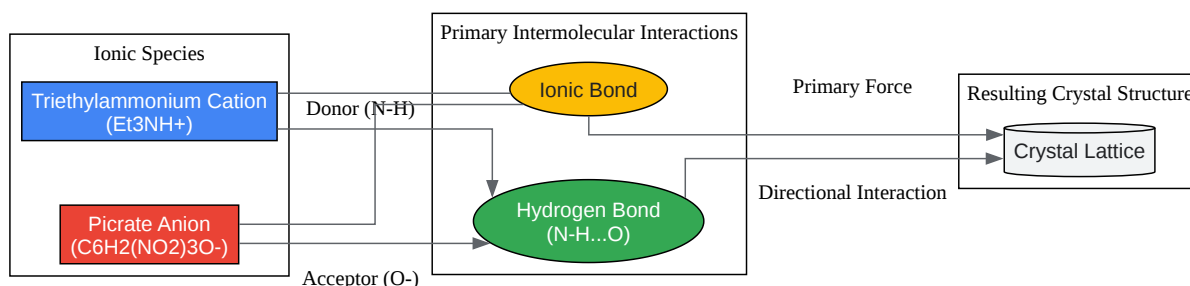 Ionic Species
Triethylammonium Cation
(Et3NH+)
Picrate Anion
(C6H2(NO2)3O-)
Donor (N-H)
Acceptor (O-)
Primary Intermolecular Interactions
Ionic Bond
Hydrogen Bond
(N-H...O)
Primary Force
Directional Interaction
Resulting Crystal Structure
Crystal Lattice